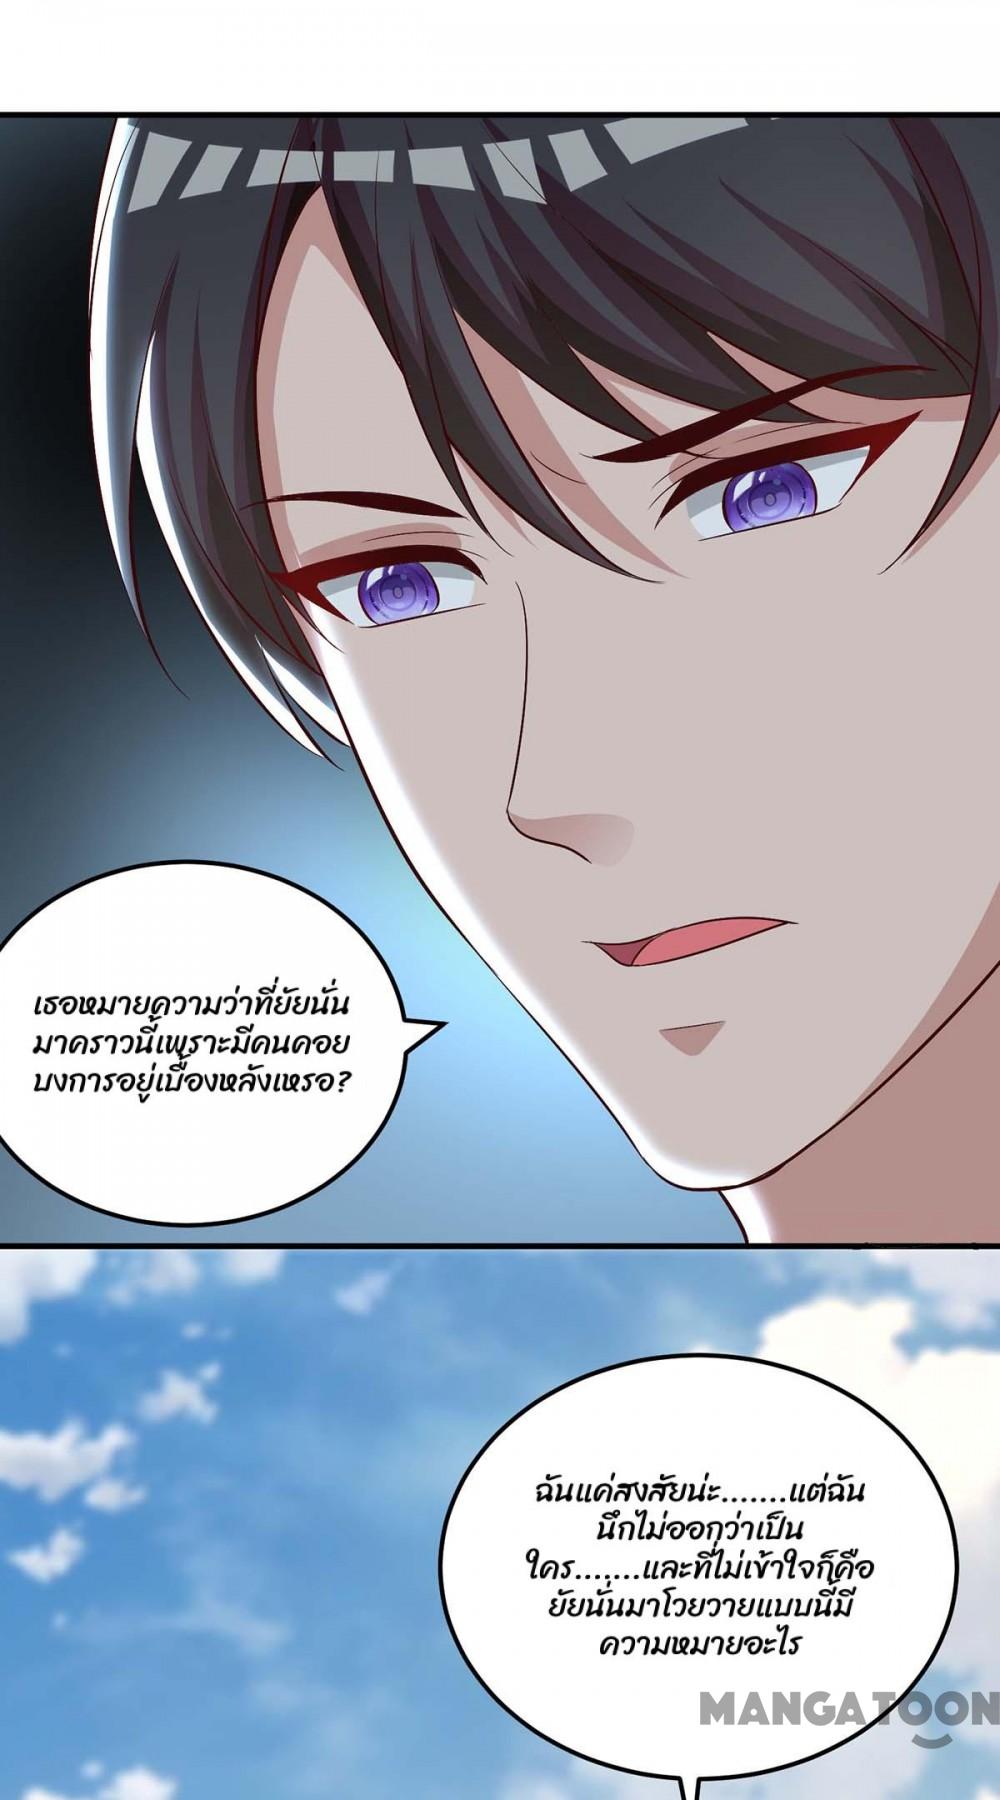 เธอหมายความว่าที่ยัยนั่น
มาคราวนี้เพราะมีคนคอย
บงการอยู่เบื้องหลังเหรอ?
ฉันแค่สงสัยน่ะ.......แต่ฉัน
นึกไม่ออกว่าเป็น
ใคร.......และที่ไม่เข้าใจก็คือ
ยัยนั่นมาโวยวายแบบนี้มี
ความหมายอะไร
MANGATOON